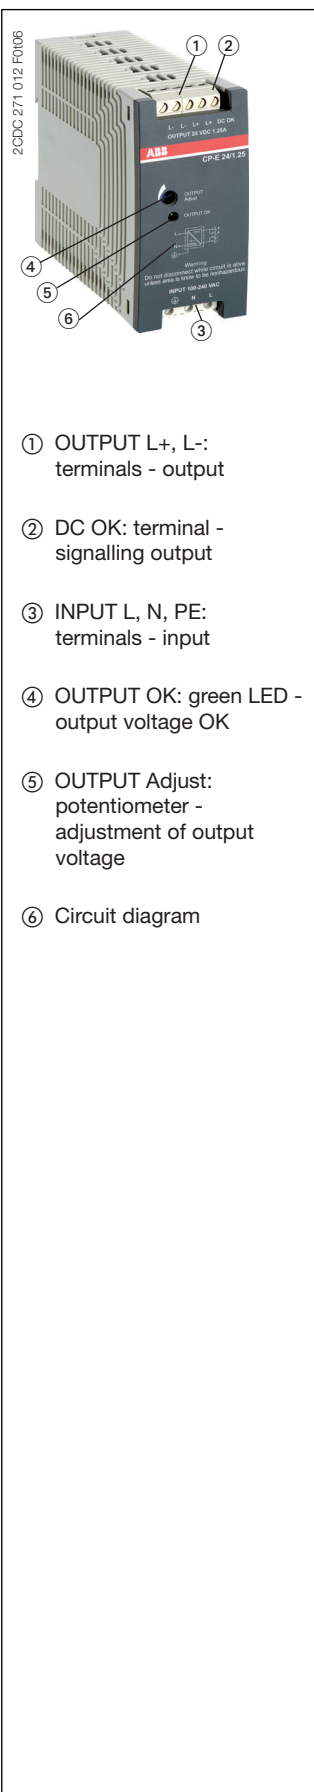 2CDC 271 012 F0t06
①
②
L- L- L+ L+ DC OK
OUTPUT 24 VDC 1.25A
ABB
CP-E 24/1.25
OUTPUT
Adjust
④
OUTPUT OK
⑤
L
N
⑥
Warning
Do not disconnect while circuit is alive
unless area is know to be nonhazardous
INPUT 100-240 VAC
N L
③
① OUTPUT L+, L-:
terminals - output
② DC OK: terminal -
signalling output
③ INPUT L, N, PE:
terminals - input
④ OUTPUT OK: green LED -
output voltage OK
⑤ OUTPUT Adjust:
potentiometer -
adjustment of output
voltage
⑥ Circuit diagram